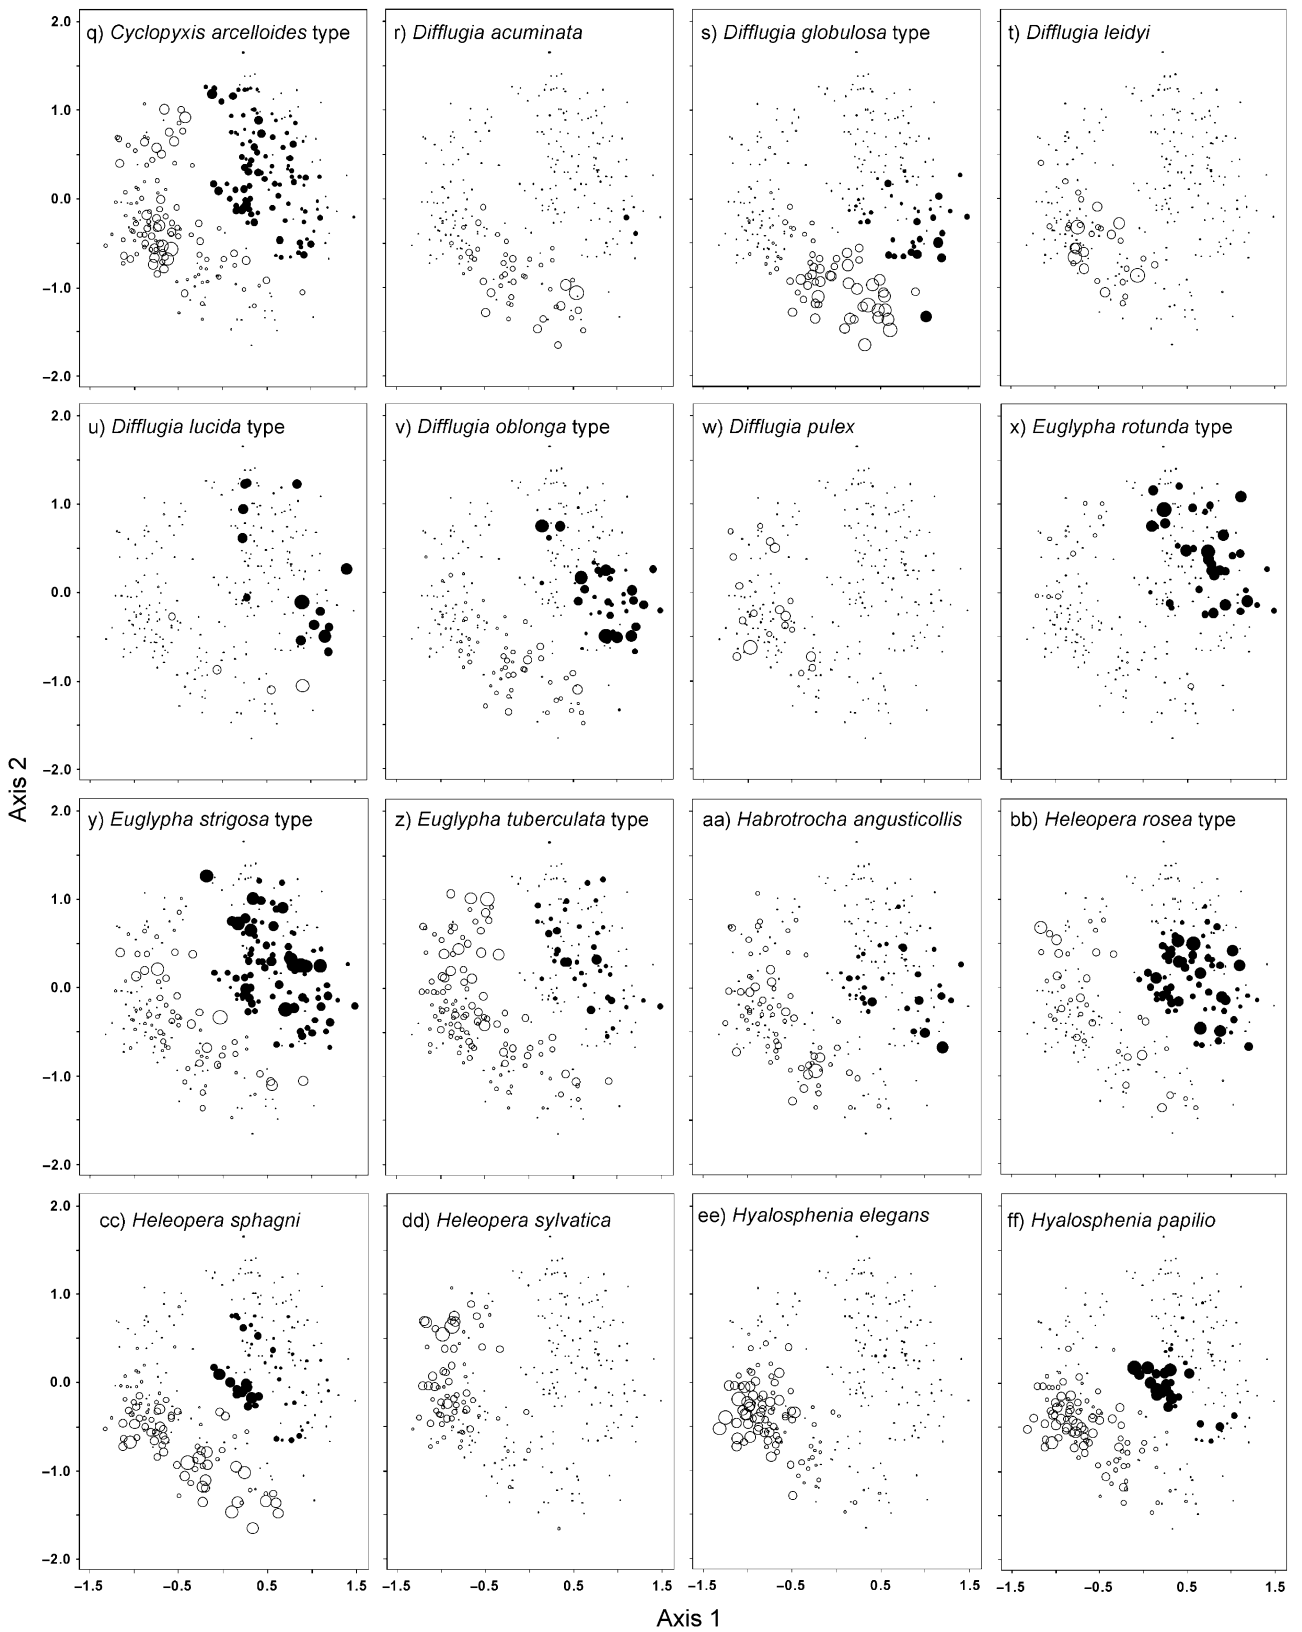 q) Cyclopyxis arcelloides type
r) Difflugia acuminata
s) Difflugia globulosa type
t) Difflugia leidyi
2.0
1.0
0.0
–1.0
–2.0
u) Difflugia lucida type
v) Difflugia oblonga type
w) Difflugia pulex
x) Euglypha rotunda type
2.0
1.0
0.0
–1.0
–2.0
Axis 2
y) Euglypha strigosa type
z) Euglypha tuberculata type
aa) Habrotrocha angusticollis
bb) Heleopera rosea type
2.0
1.0
0.0
–1.0
–2.0
cc) Heleopera sphagni
dd) Heleopera sylvatica
ee) Hyalosphenia elegans
ff) Hyalosphenia papilio
2.0
1.0
0.0
–1.0
–2.0
–1.5 –0.5 0.5 1.5 –1.5 –0.5 0.5 –1.5 –0.5 0.5 1.5 –1.5 –0.5 0.5 1.5
Axis 1